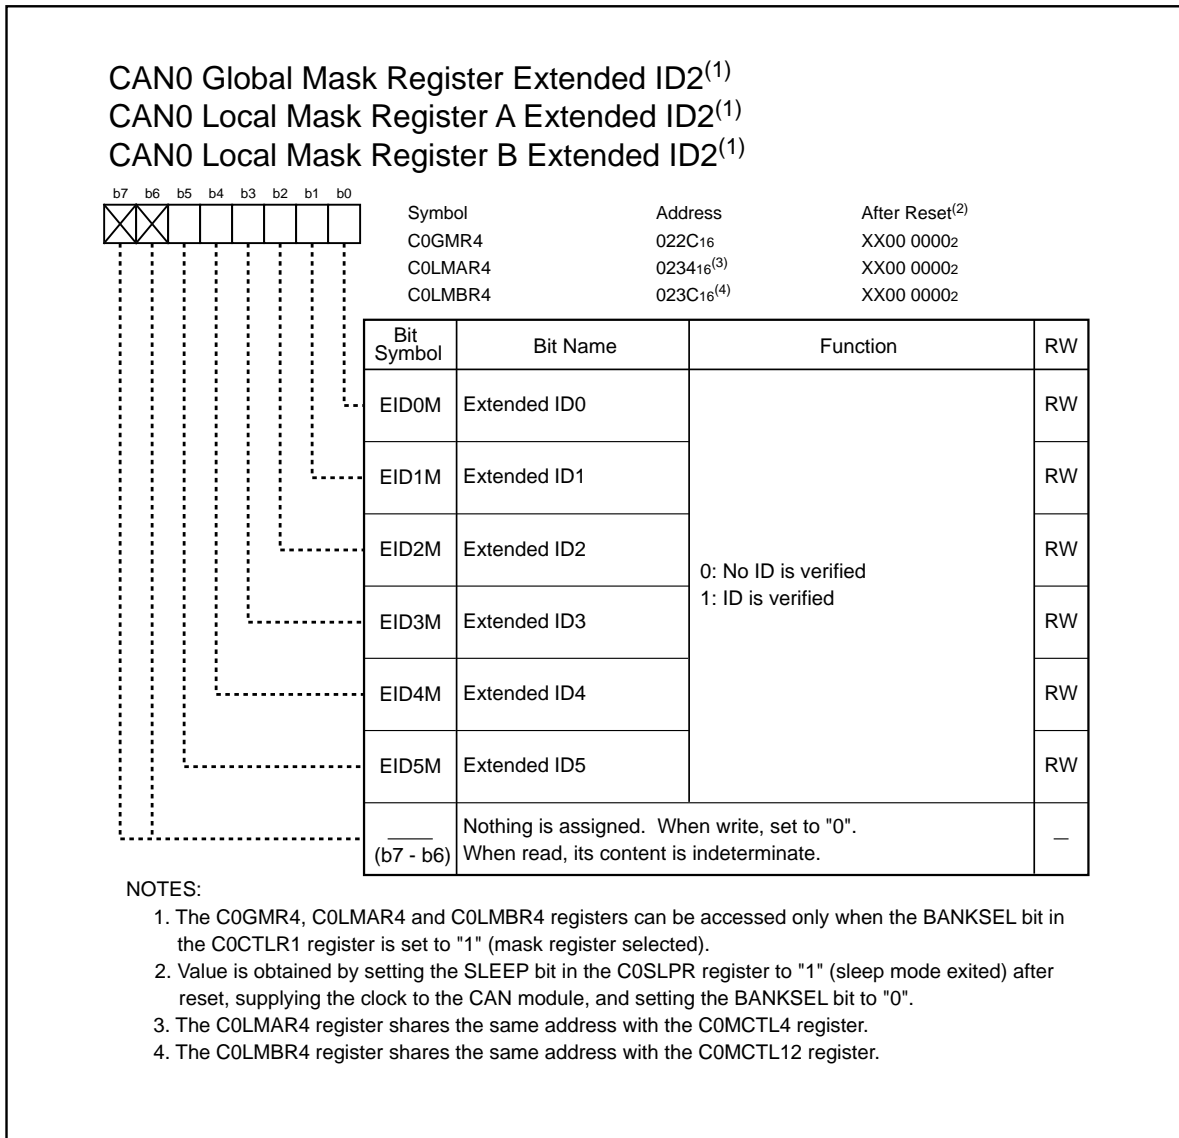 CAN0 Global Mask Register Extended ID2(1)
CAN0 Local Mask Register A Extended ID2(1)
CAN0 Local Mask Register B Extended ID2(1)
b7 b6 b5 b4 b3 b2 b1 b0
Symbol Address After Reset(2)
C0GMR4 022C16 XX00 00002
C0LMAR4 023416(3) XX00 00002
C0LMBR4 023C16(4) XX00 00002
Bit Symbol Bit Name Function RW
EID0M Extended ID0 RW
EID1M Extended ID1 RW
EID2M Extended ID2 RW
0: No ID is verified
1: ID is verified
EID3M Extended ID3 RW
EID4M Extended ID4 RW
EID5M Extended ID5 RW
(b7 - b6) Nothing is assigned. When write, set to "0".
When read, its content is indeterminate. —
NOTES:
1. The C0GMR4, C0LMAR4 and C0LMBR4 registers can be accessed only when the BANKSEL bit in
the C0CTLR1 register is set to "1" (mask register selected).
2. Value is obtained by setting the SLEEP bit in the C0SLPR register to "1" (sleep mode exited) after
reset, supplying the clock to the CAN module, and setting the BANKSEL bit to "0".
3. The C0LMAR4 register shares the same address with the C0MCTL4 register.
4. The C0LMBR4 register shares the same address with the C0MCTL12 register.